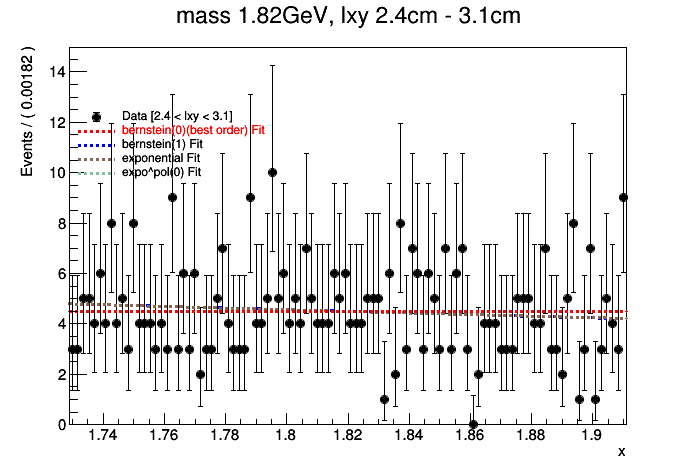 mass 1.82GeV, lxy 2.4cm - 3.1cm
Events / ( 0.00182 )
14
12
10
8
6
4
2
0
Data [2.4 < lxy < 3.1]
bernstein(0)(best order) Fit
bernstein(1) Fit
exponential Fit
expo^pol(0) Fit
1.74 1.76 1.78 1.8 1.82 1.84 1.86 1.88 1.9
x